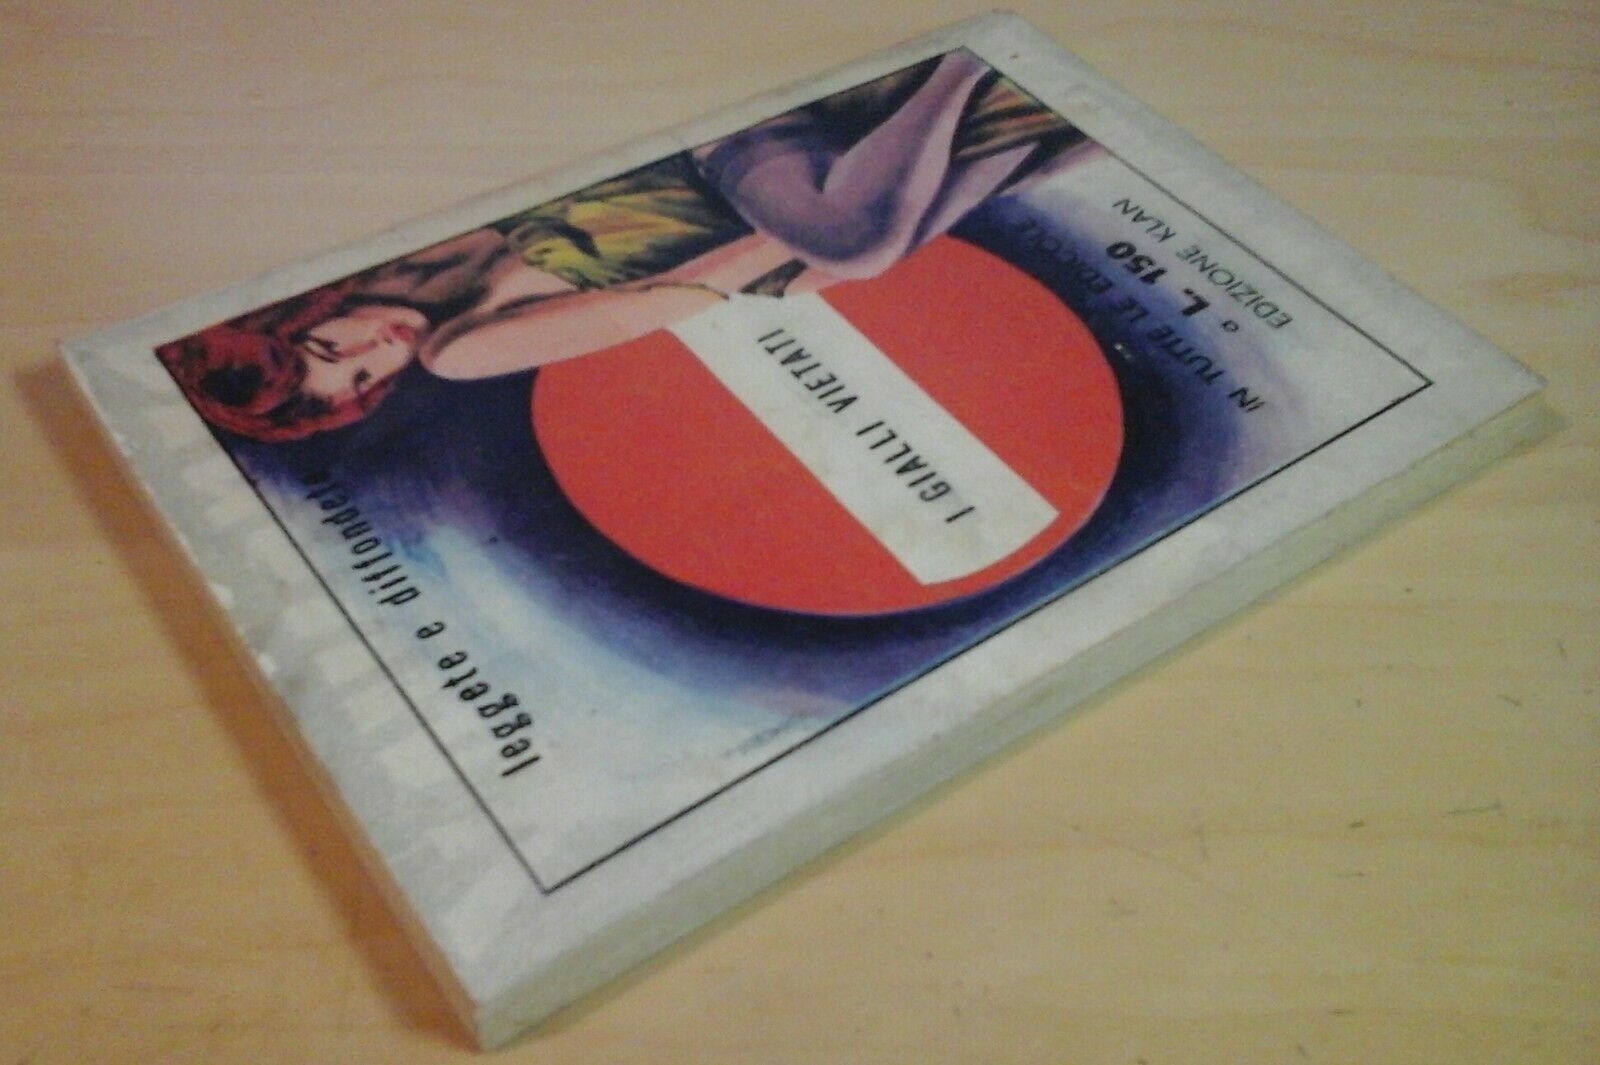 leggete e diffondete
I GIALLI VIETATI
IN TUTTE LE EDICOLE
a L. 150
EDIZIONE KLAN